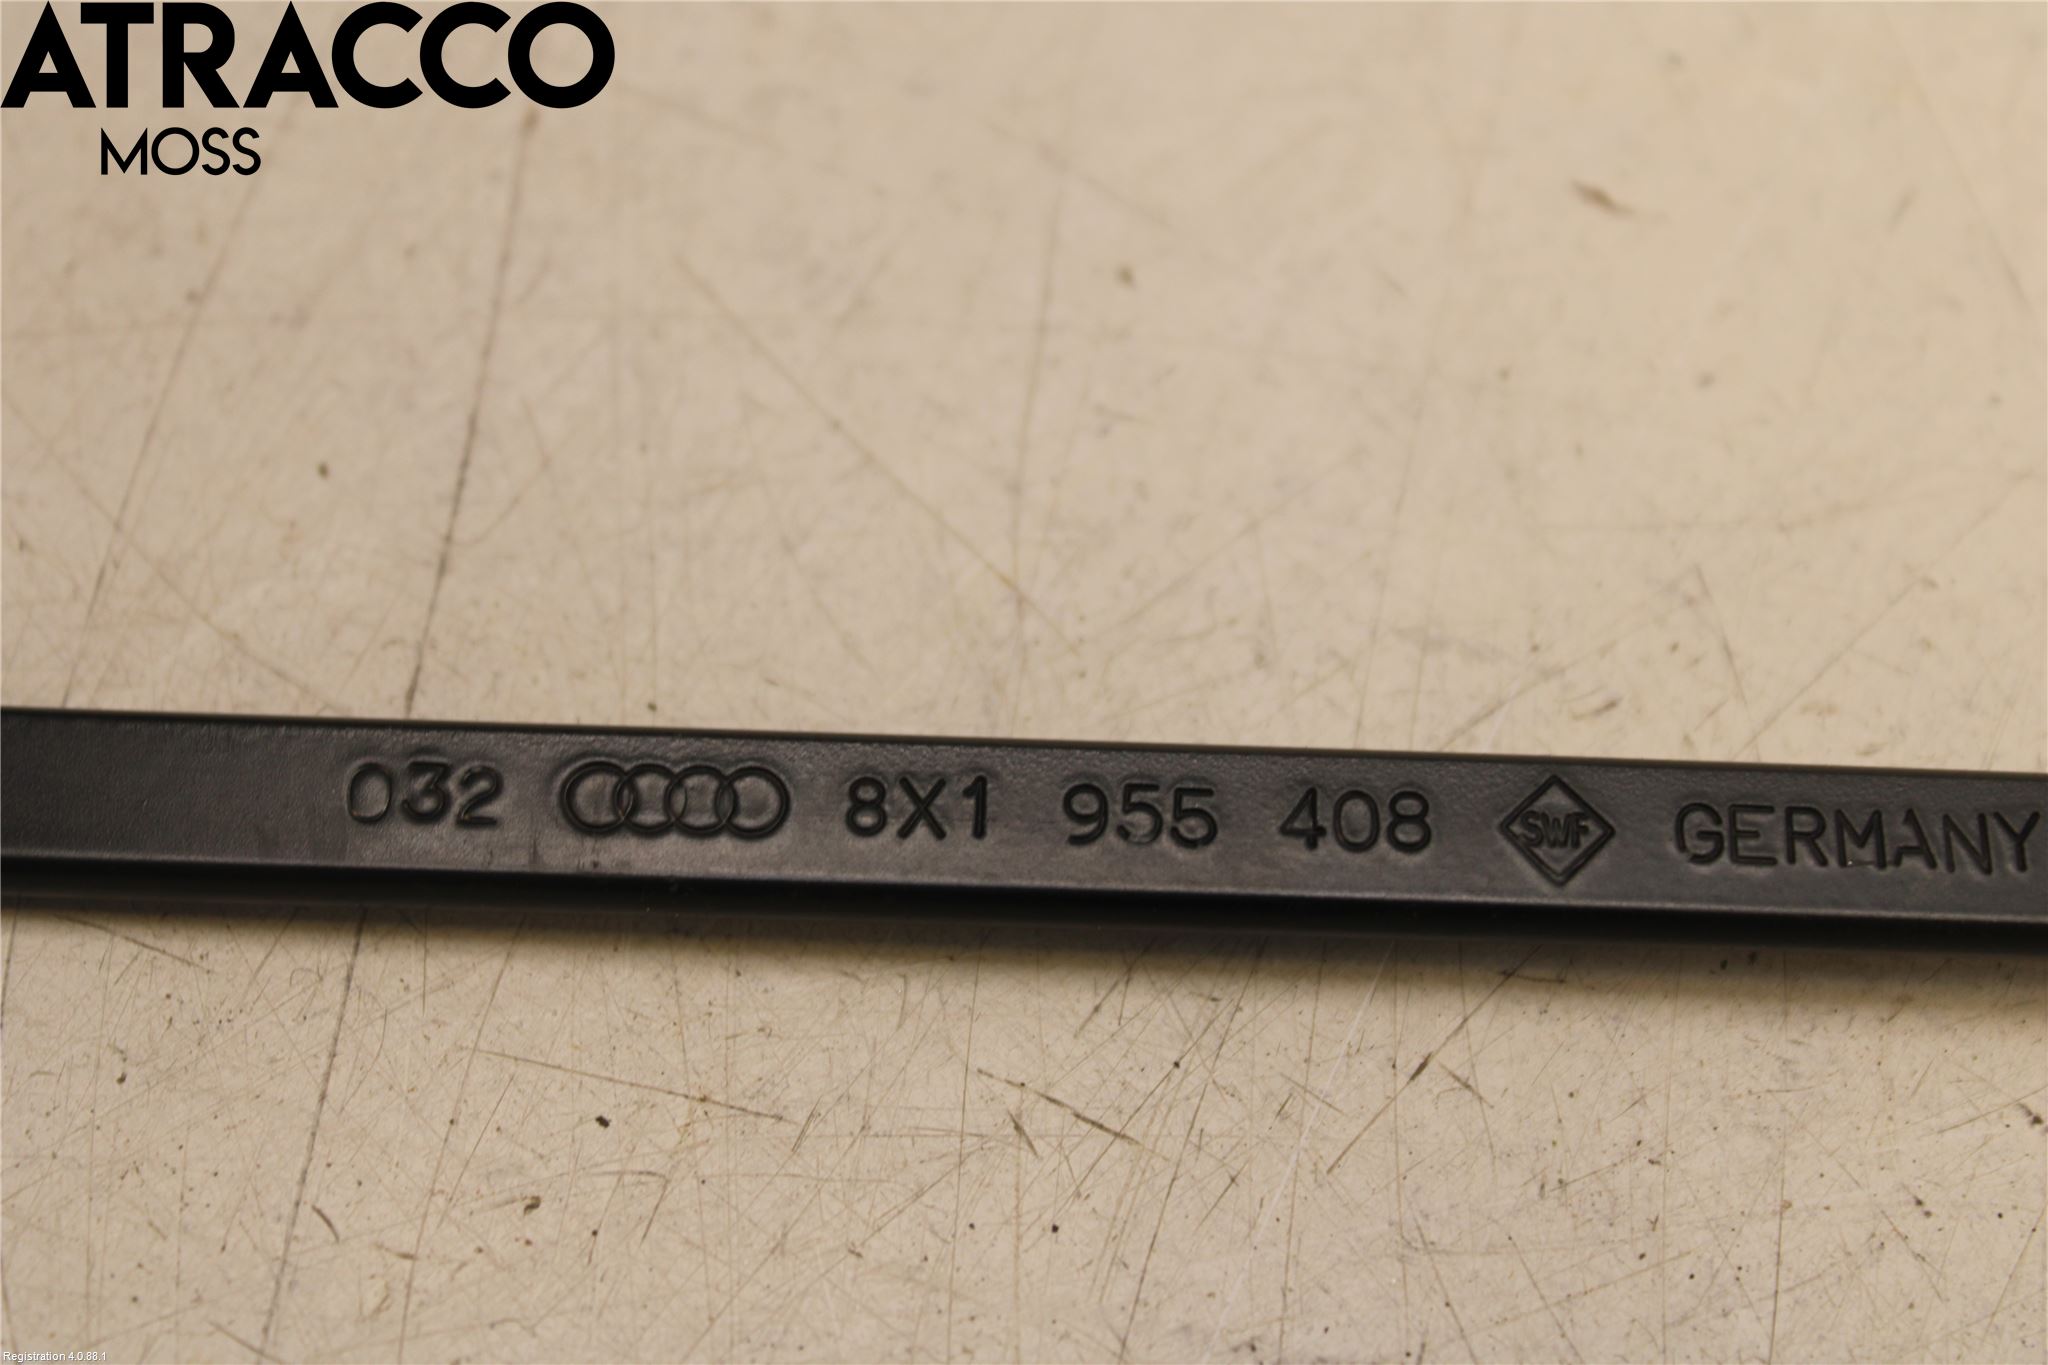 ATRACCO
MOSS
032 8X1 955 408 SWF GERMANY
Registration 4.0.88.1